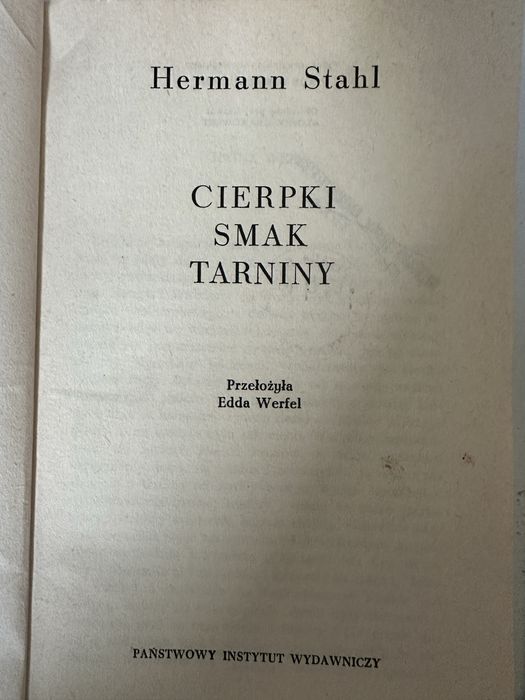 Hermann Stahl
CIERPKI
SMAK
TARNINY
Przełożyła
Edda Werfel
PAŃSTWOWY INSTYTUT WYDAWNICZY